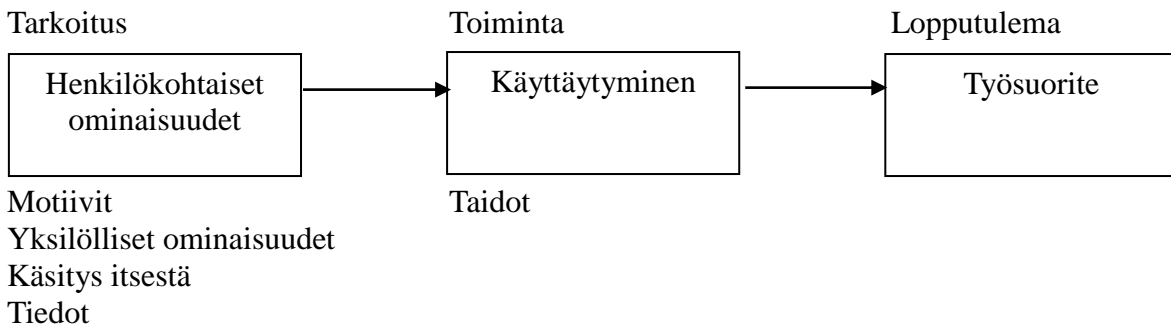 Tarkoitus
Toiminta
Lopputulema
Henkilökohtaiset
ominaisuudet
Käyttäytyminen
Työsuorite
Motiivit
Yksilölliset ominaisuudet
Käsitys itsestä
Tiedot
Taidot